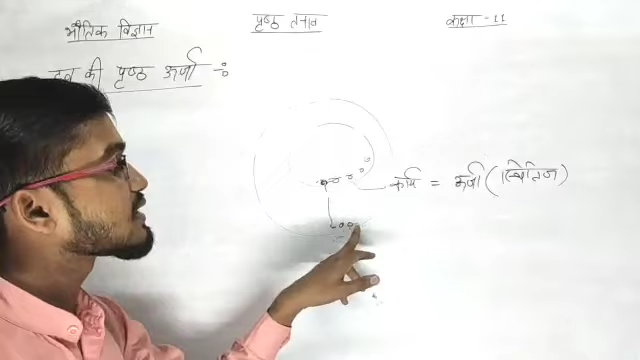 भौतिक विज्ञान
पृष्ठ तनाव
कक्षा - 11
द्रव की पृष्ठ ऊर्जा :-
कार्य = ऊर्जा (स्थितिज)